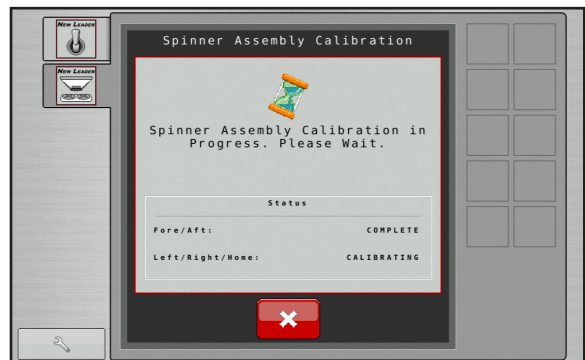 New Leader
New Leader
Spinner Assembly Calibration
Spinner Assembly Calibration in
Progress. Please Wait.
Status
Fore/Aft: COMPLETE
Left/Right/Home: CALIBRATING